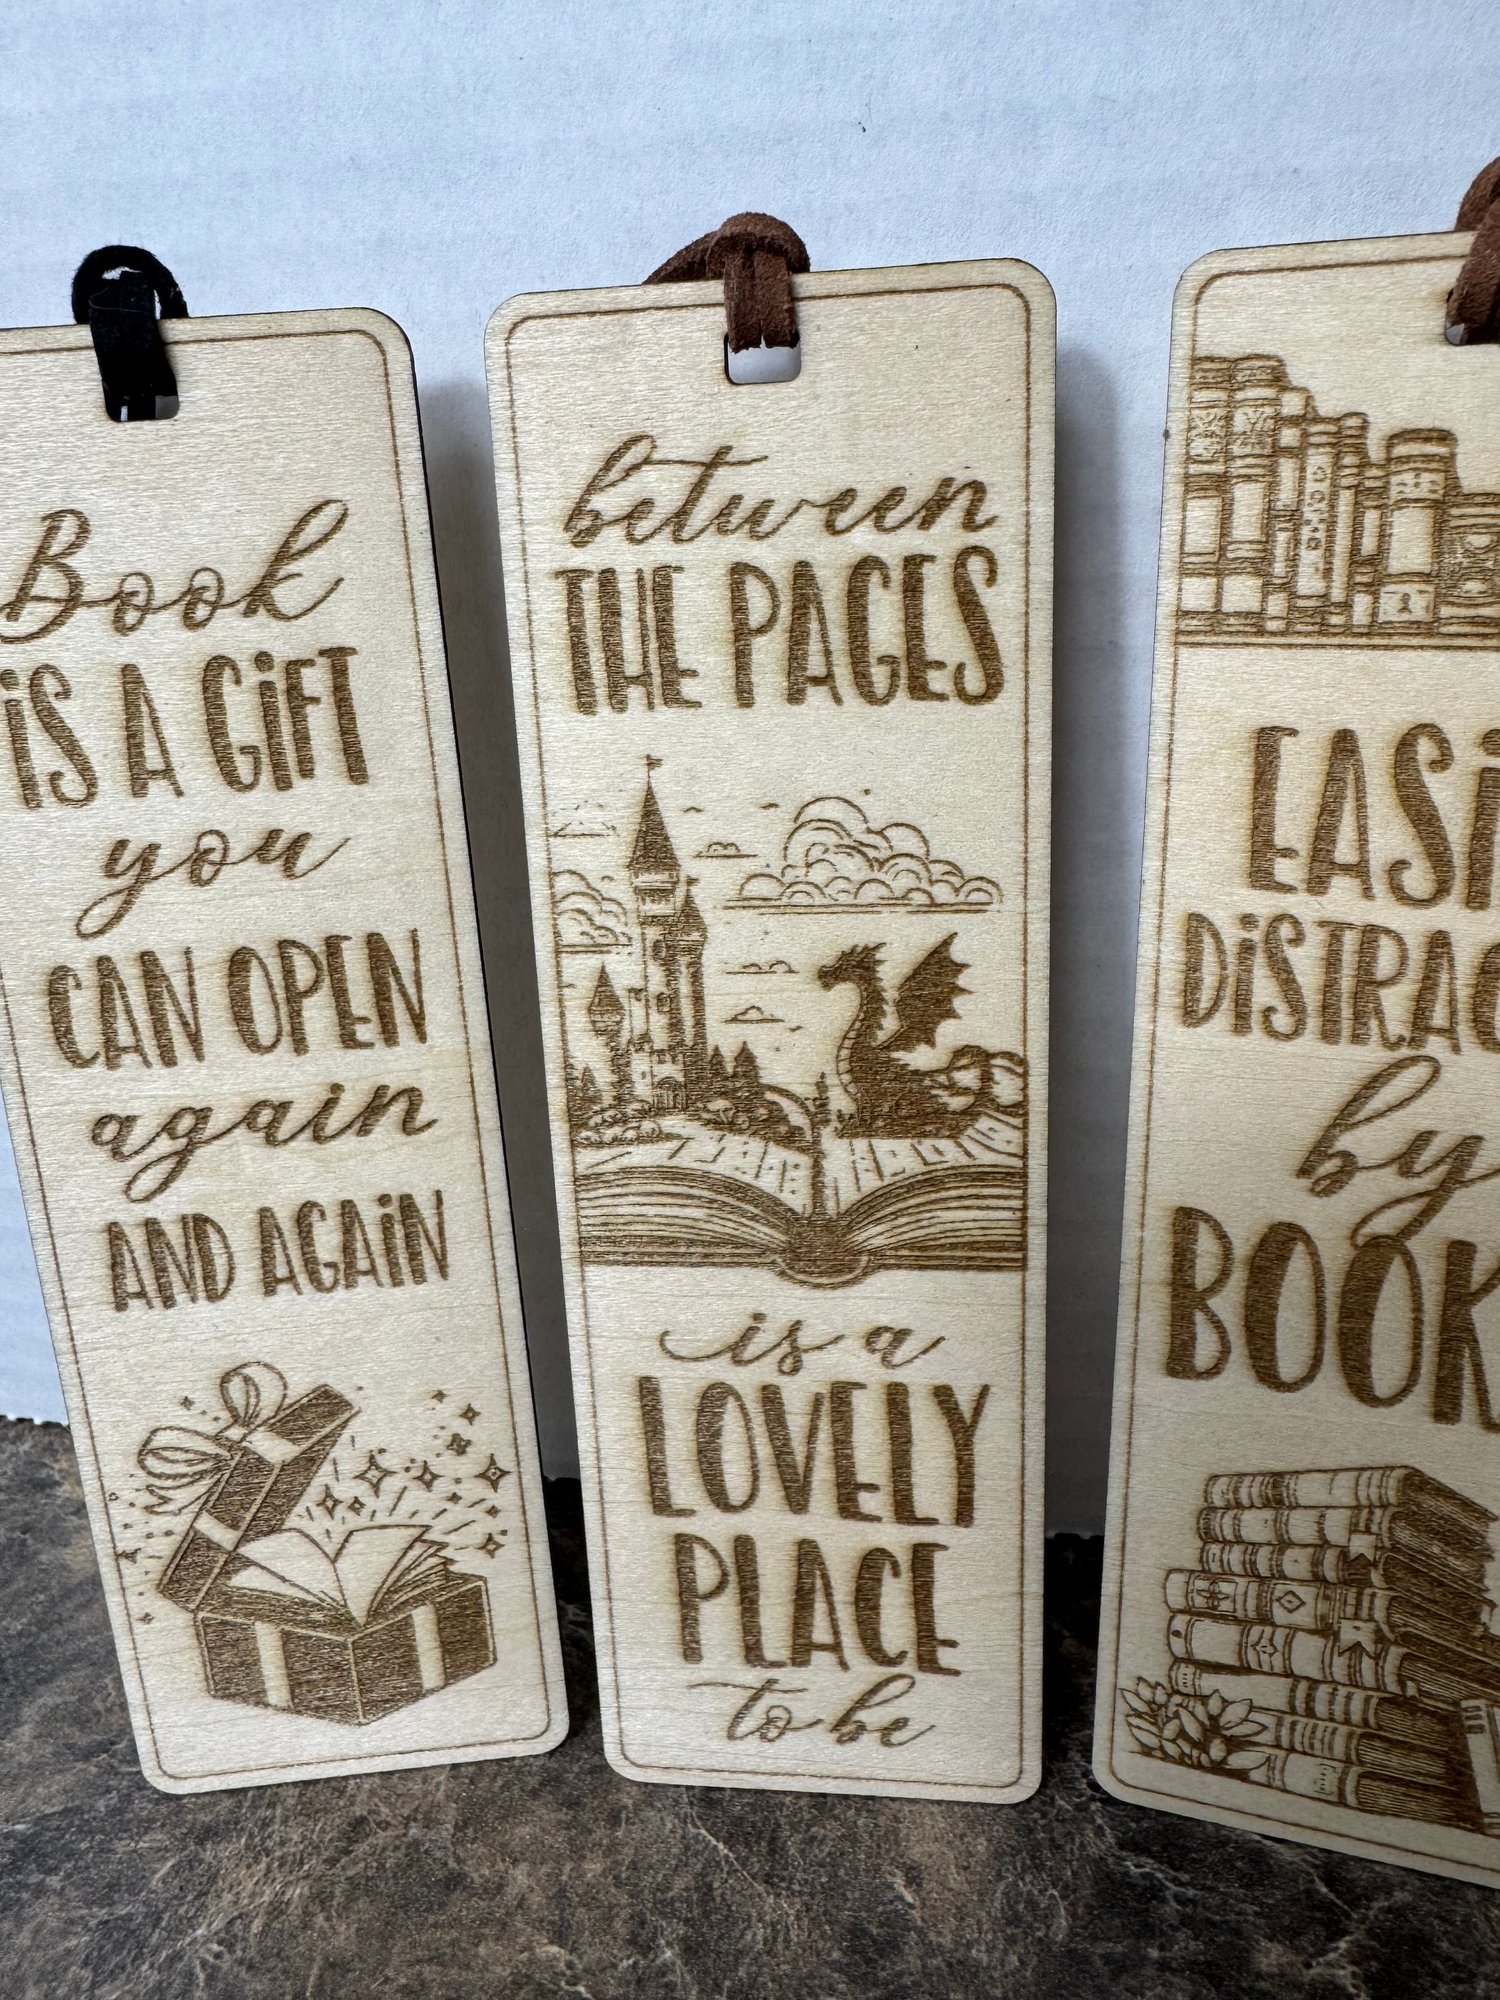 Book
iS A GiFT
you
CAN OPEN
again
AND AGAiN
between
THE PAGES
is a
LOVELY
PLACE
to be
EASi
DiSTRAC
by
BOOK